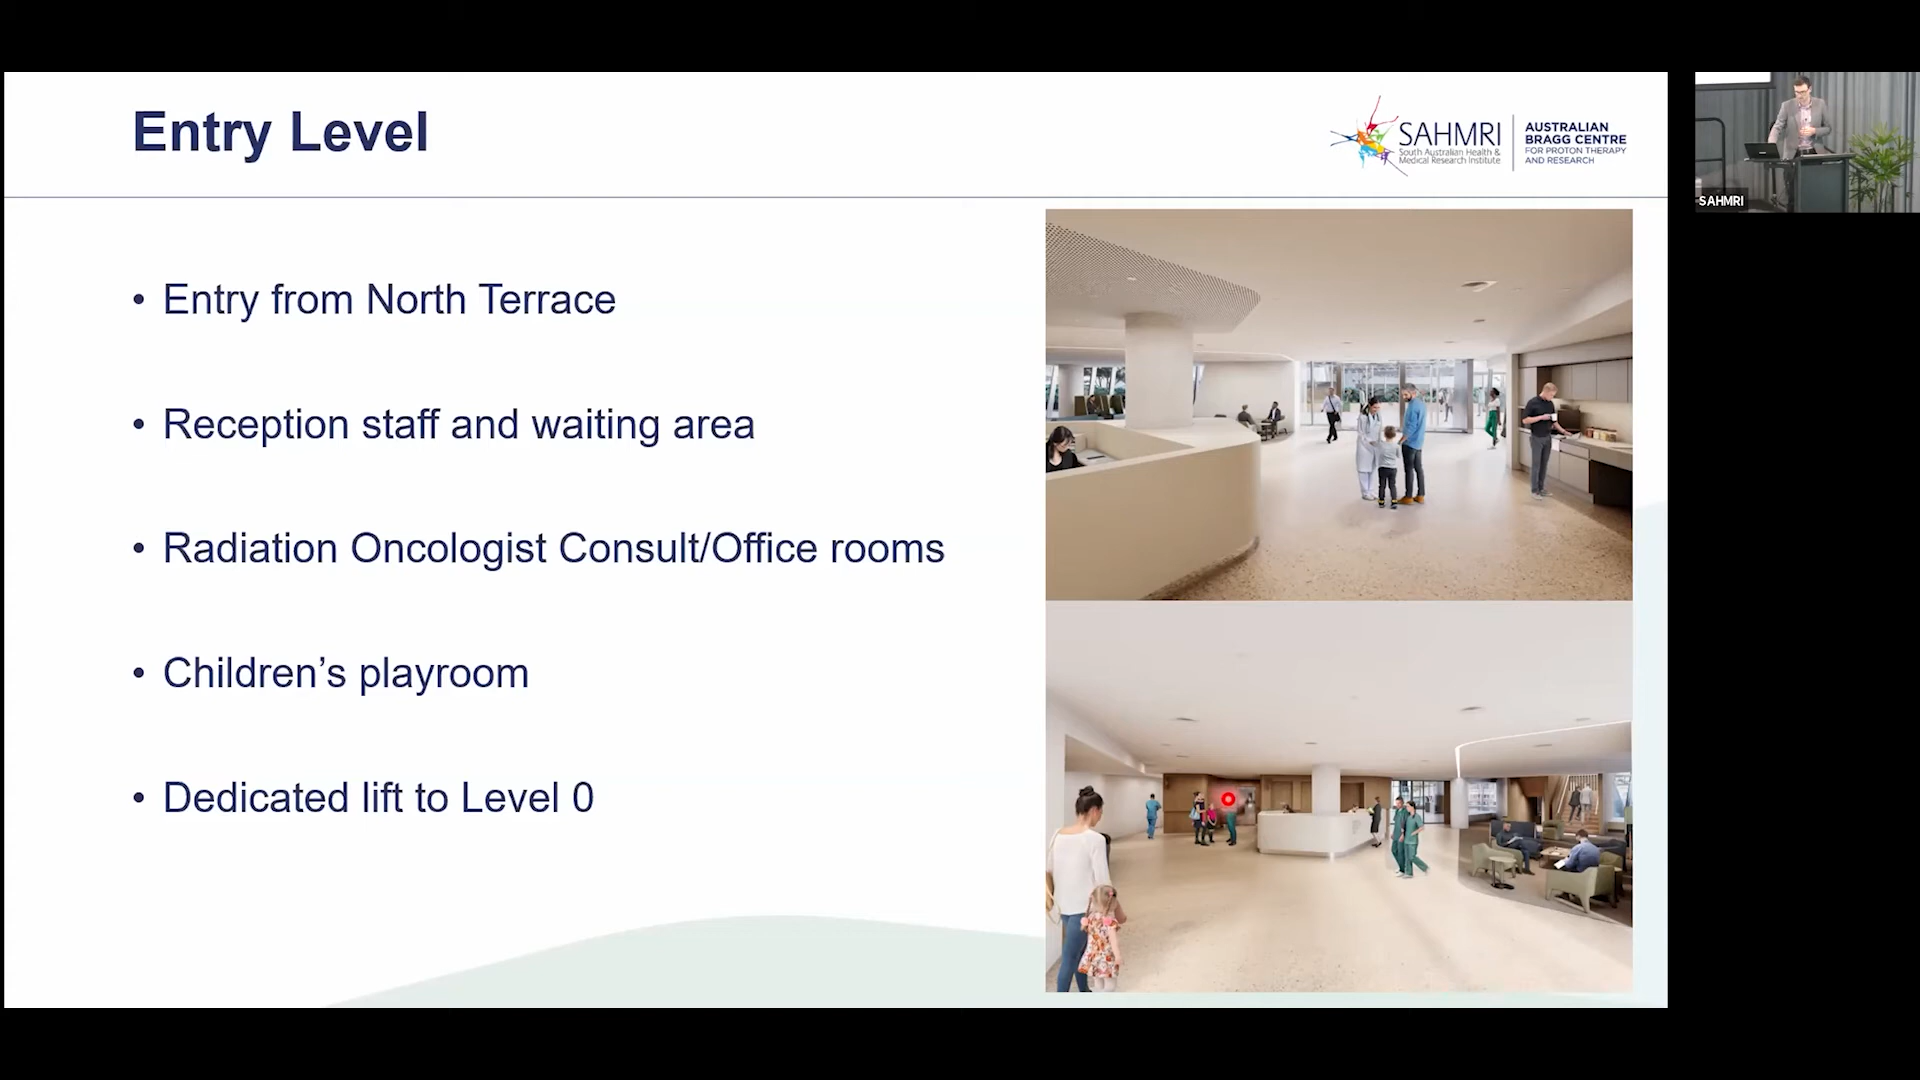 Entry Level
SAHMRI
South Australian Health &
Medical Research Institute
AUSTRALIAN
BRAGG CENTRE
FOR PROTON THERAPY
AND RESEARCH
• Entry from North Terrace
• Reception staff and waiting area
• Radiation Oncologist Consult/Office rooms
• Children’s playroom
• Dedicated lift to Level 0
SAHMRI